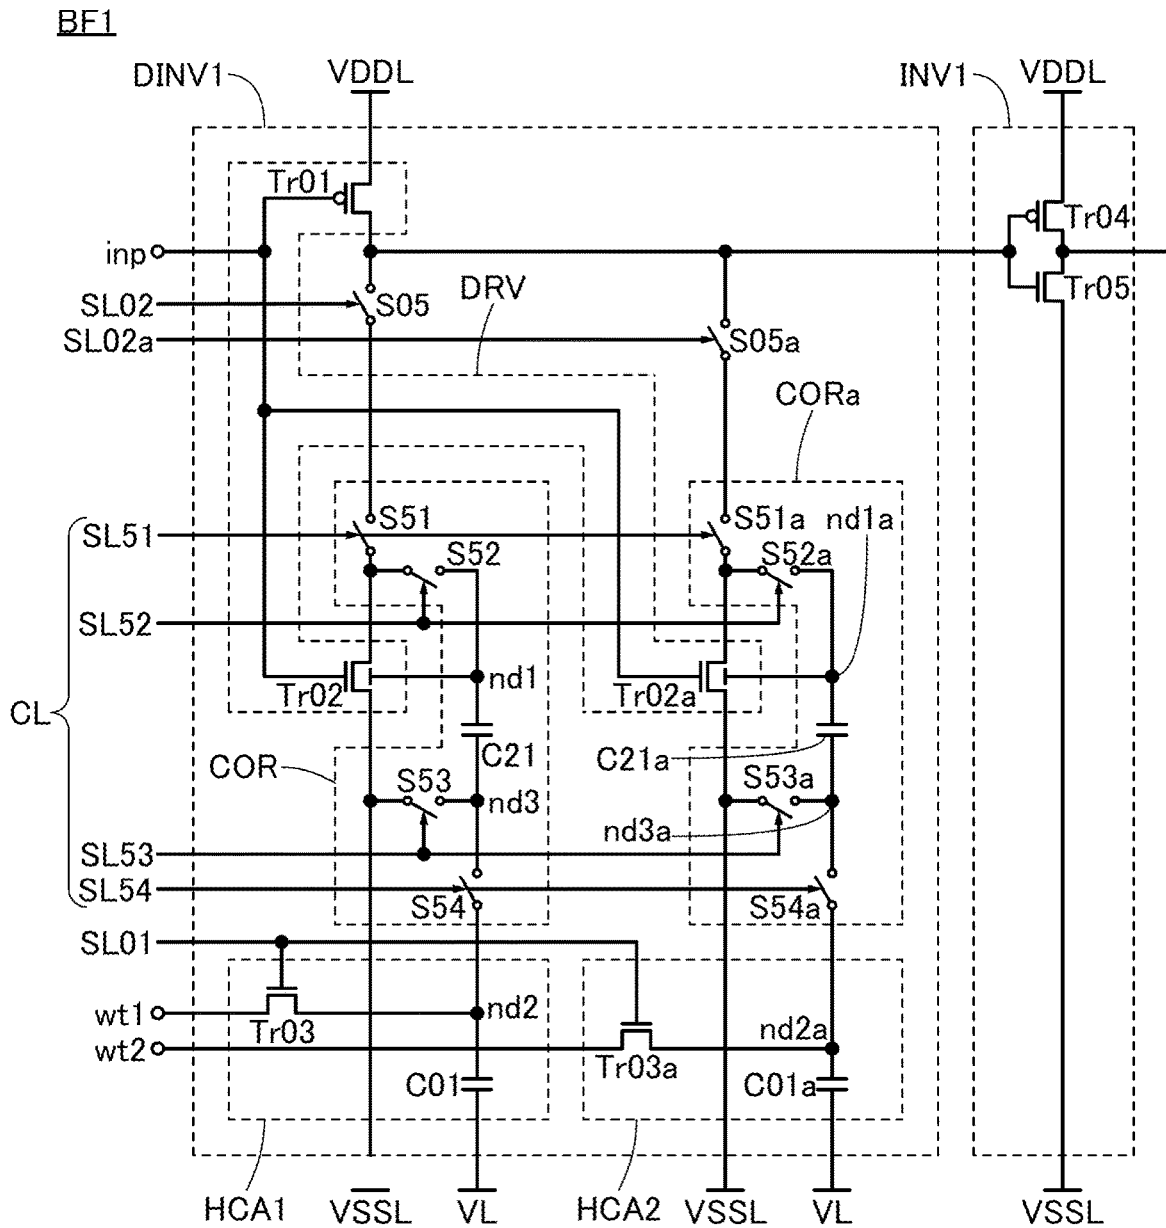 BF1
DINV1
VDDL
INV1
VDDL
Tr01
Tr04
inp
Tr05
SL02
S05
DRV
SL02a
S05a
CORa
S51
S51a
nd1a
SL51
S52
S52a
SL52
CL
Tr02
nd1
Tr02a
C21
C21a
COR
S53
S53a
nd3
nd3a
SL53
SL54
S54
S54a
SL01
wt1
Tr03
nd2
nd2a
wt2
Tr03a
C01
C01a
HCA1
VSSL
VL
HCA2
VSSL
VL
VSSL